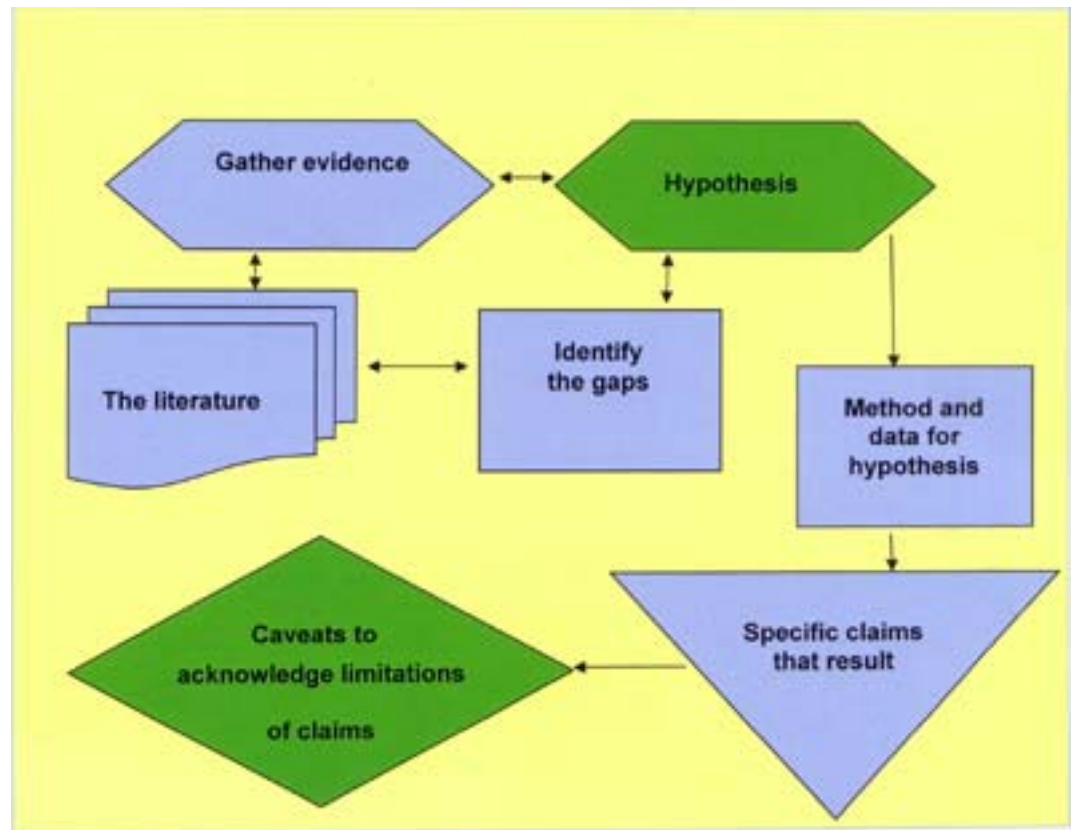 Gather evidence
Hypothesis
The literature
Identify
the gaps
Method and
data for
hypothesis
Specific claims
that result
Caveats to
acknowledge limitations
of claims